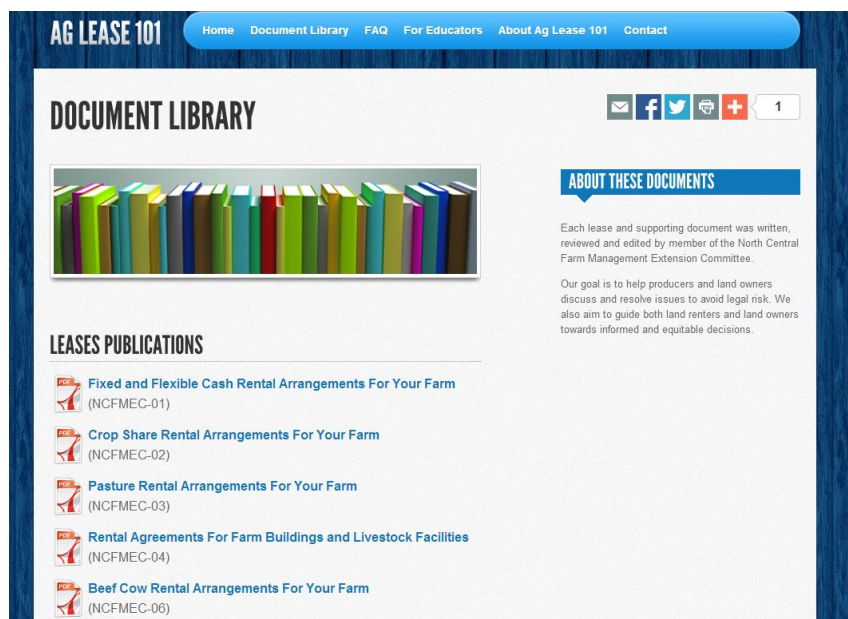 AG LEASE 101
Home Document Library FAQ For Educators About Ag Lease 101 Contact
DOCUMENT LIBRARY
1
LEASES PUBLICATIONS
PDF Fixed and Flexible Cash Rental Arrangements For Your Farm
(NCFMEC-01)
PDF Crop Share Rental Arrangements For Your Farm
(NCFMEC-02)
PDF Pasture Rental Arrangements For Your Farm
(NCFMEC-03)
PDF Rental Agreements For Farm Buildings and Livestock Facilities
(NCFMEC-04)
PDF Beef Cow Rental Arrangements For Your Farm
(NCFMEC-06)
ABOUT THESE DOCUMENTS
Each lease and supporting document was written,
reviewed and edited by member of the North Central
Farm Management Extension Committee.
Our goal is to help producers and land owners
discuss and resolve issues to avoid legal risk. We
also aim to guide both land renters and land owners
towards informed and equitable decisions.